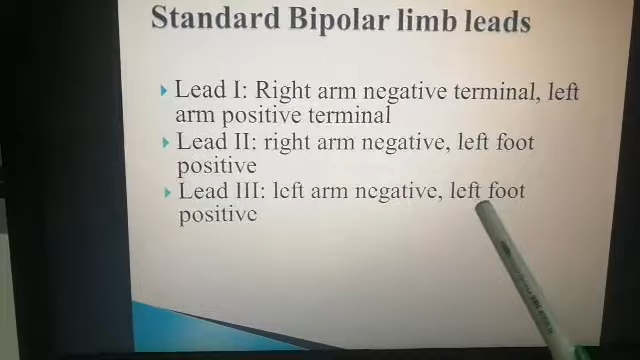 Standard Bipolar limb leads
Lead I: Right arm negative terminal, left
arm positive terminal
Lead II: right arm negative, left foot
positive
Lead III: left arm negative, left foot
positive